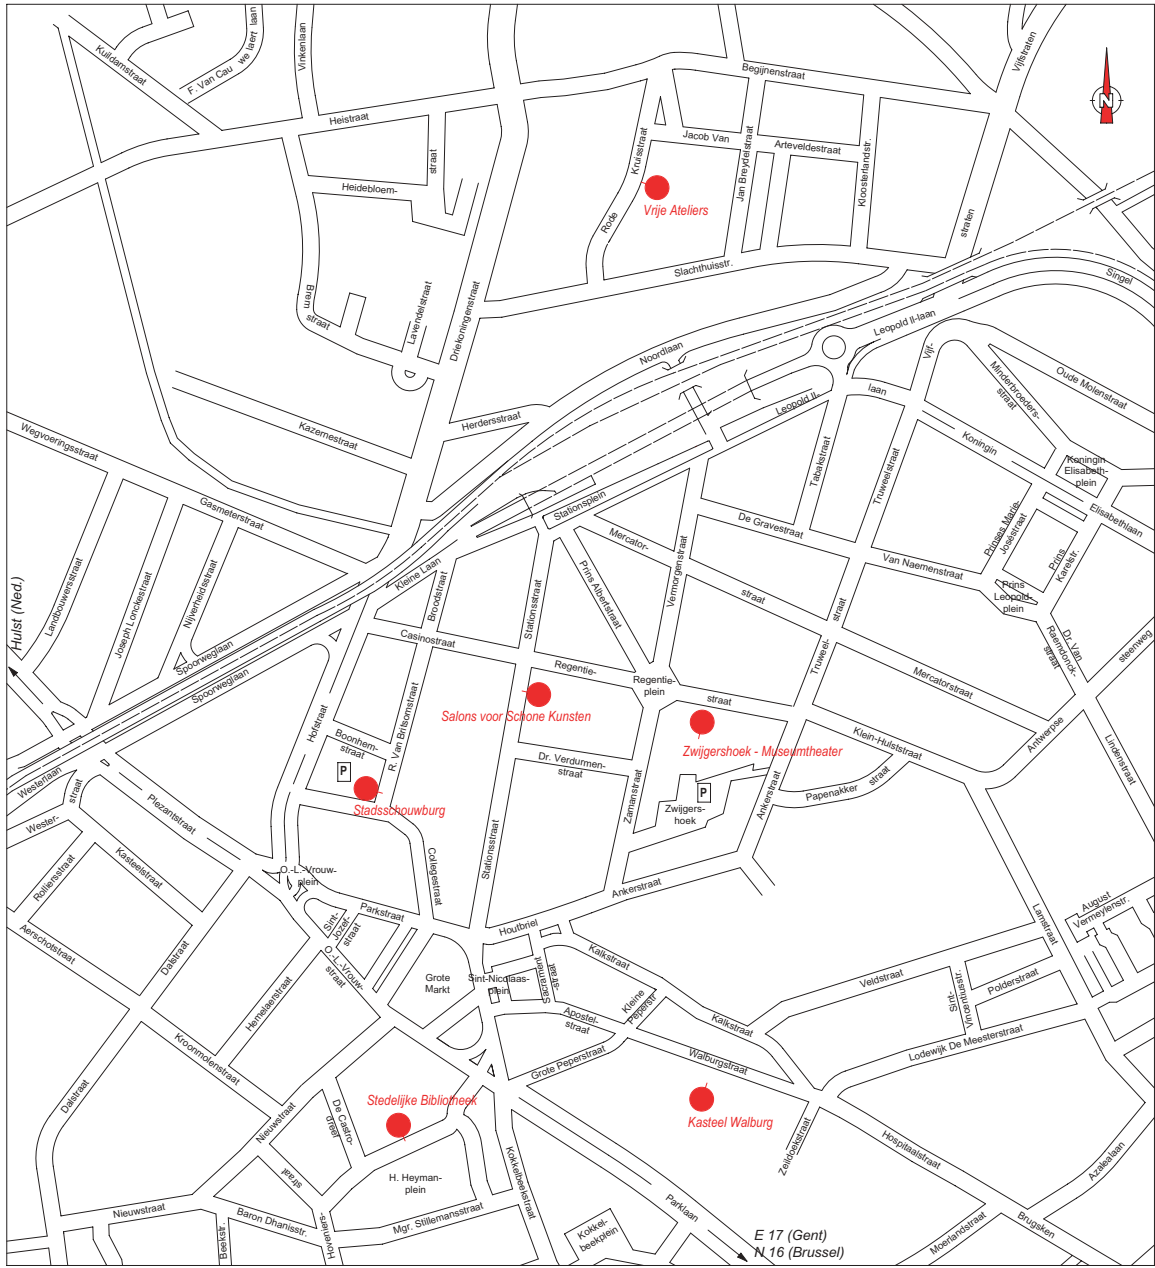 Kuildamstraat
F. Van Cau
we laert laan
Vinkenlaan
Heistraat
straat
Heidebloem-
Brem
straat
Lavendelstraat
Driekoningenstraat
Kruisstraat
Rode
Vrije Ateliers
Begijnenstraat
Jacob Van
Arteveldestraat
Jan Breydelstraat
Kloosterlandstr.
Vijfstraten
straten
N
Slachthuisstr.
Singel
Noordlaan
Leopold II-laan
Vijf-
Minderbroeders-
straat
Oude Molenstraat
Leopold II-
laan
Koningin
Koningin
Elisabeth-
plein
Elisabethlaan
Herdersstraat
Kazernestraat
Wegvoeringsstraat
Gasmeterstraat
Stationsplein
Tabakstraat
Truweelstraat
De Gravestraat
Mercator-
straat
Vermorgenstraat
Prins Albertstraat
Van Naemenstraat
Prinses Marie-
Joséstraat
Prins
Karelstr.
Prins
Leopold-
plein
Dr. Van
Raemdonck-
straat
steenweg
Hulst (Ned.)
Landbouwersstraat
Joseph Lonckestraat
Nijverheidsstraat
Spoorweglaan
Spoorweglaan
Kleine Laan
Broodstraat
Casinostraat
Stationsstraat
Regentie-
Regentie-
plein
straat
straat
Truweel-
Mercatorstraat
Antwerpse
Lindenstraat
Hofstraat
Boonhem-
straat
R. Van Britsomstraat
Salons voor Schone Kunsten
Zwijgershoek - Museumtheater
Klein-Hulststraat
Dr. Verdurmen-
straat
P
Stadsschouwburg
P
Zwijgers-
hoek
Zamanstraat
Ankerstraat
Papenakker
straat
Westerlaan
straat
Wester-
Plezantstraat
Kasteelstraat
Rolliersstraat
Aerschotstraat
Dalstraat
O.-L.-Vrouw-
plein
Collegestraat
Stationsstraat
Parkstraat
Sint-
Jozef-
straat
O.-L.-Vrouw-
straat
Houtbriel
Ankerstraat
Kalkstraat
Lamstraat
August
Vermeylenstr.
Grote
Markt
Sint-Nicolaas-
plein
Sacrament
-straat
Apostel-
straat
Kleine
Peperstr
Kalkstraat
Veldstraat
Sint-
Vincentiusstr.
Polderstraat
Lodewijk De Meesterstraat
Hemelaerstraat
Kroonmolenstraat
Dalstraat
Grote Peperstraat
Walburgstraat
Stedelijke Bibliotheek
Kasteel Walburg
Nieuwstraat
De Castro-
dreef
straat
Zeildoekstraat
Hospitaalstraat
Azalealaan
H. Heyman-
plein
Kokkelbeekstraat
Nieuwstraat
Baron Dhanisstr.
Beekstr.
Hoveniers-
Mgr. Stillemansstraat
Kokkel-
beekplein
Parklaan
E 17 (Gent)
N 16 (Brussel)
Moerlandstraat
Brugsken